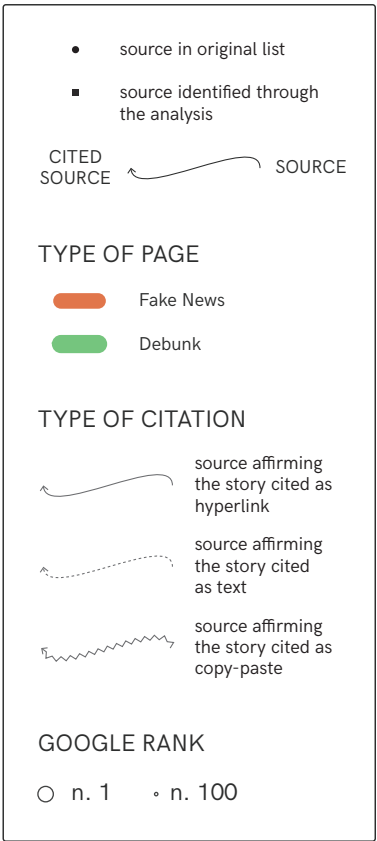 source in original list
source identified through
the analysis
CITED
SOURCE
SOURCE
TYPE OF PAGE
Fake News
Debunk
TYPE OF CITATION
source affirming
the story cited as
hyperlink
source affirming
the story cited
as text
source affirming
the story cited as
copy-paste
GOOGLE RANK
n. 1 n. 100